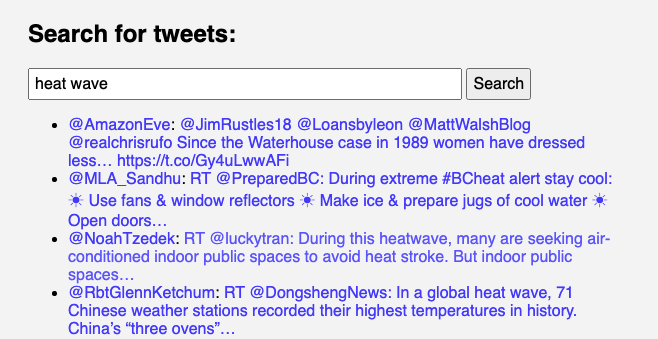 Search for tweets:
heat wave Search
• @AmazonEve: @JimRustles18 @Loansbyleon @MattWalshBlog
@realchrisrufo Since the Waterhouse case in 1989 women have dressed
less… https://t.co/Gy4uLwwAFi
• @MLA_Sandhu: RT @PreparedBC: During extreme #BCheat alert stay cool:
☀ Use fans & window reflectors ☀ Make ice & prepare jugs of cool water ☀
Open doors…
• @NoahTzedek: RT @luckytran: During this heatwave, many are seeking air-
conditioned indoor public spaces to avoid heat stroke. But indoor public
spaces…
• @RbtGlennKetchum: RT @DongshengNews: In a global heat wave, 71
Chinese weather stations recorded their highest temperatures in history.
China’s “three ovens”…